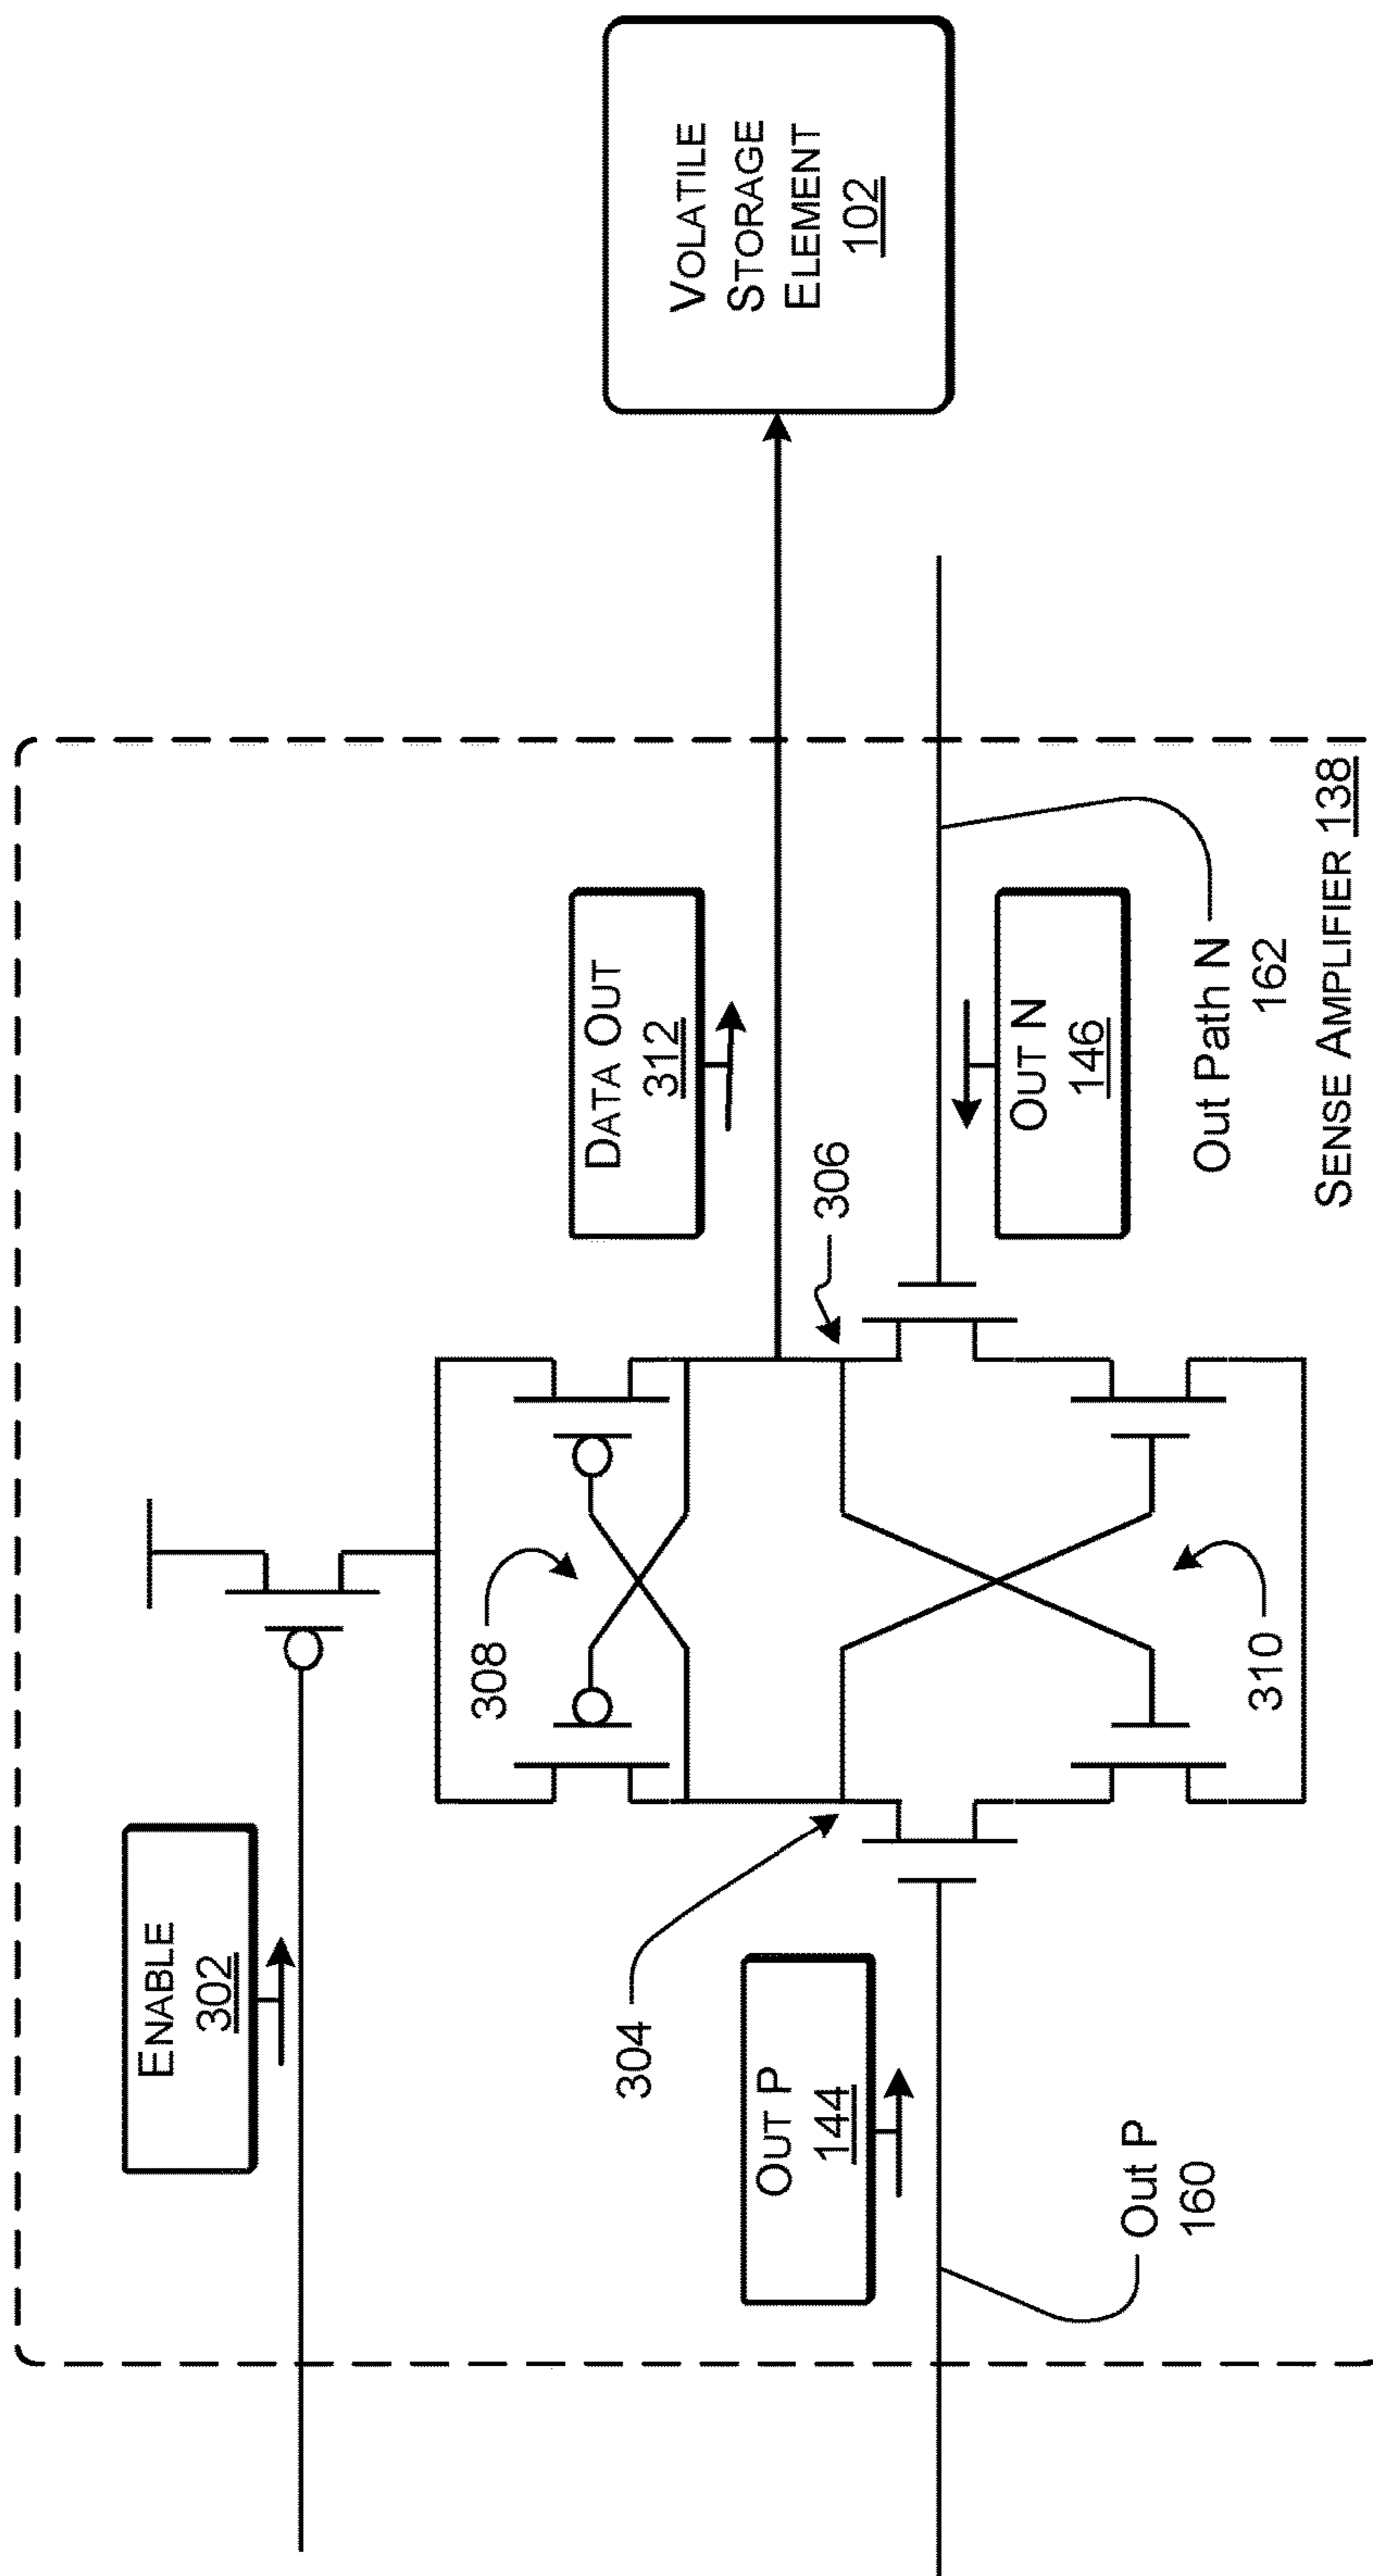 ENABLE
302
308
304
OUT P
144
Out P
160
310
DATA OUT
312
306
OUT N
146
Out Path N
162
SENSE AMPLIFIER 138
VOLATILE
STORAGE
ELEMENT
102